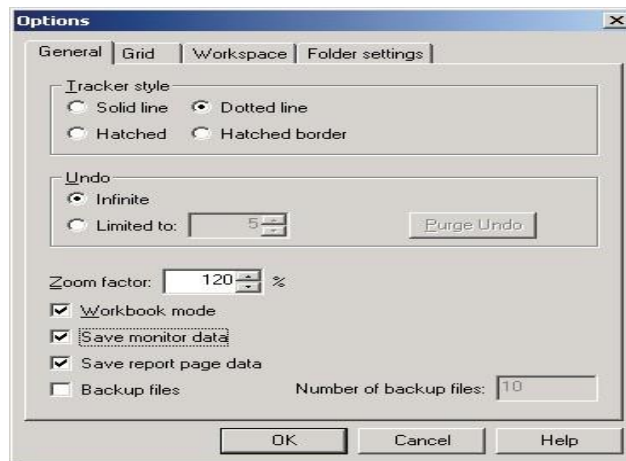 Options
General Grid Workspace Folder settings
Tracker style
Solid line Dotted line
Hatched Hatched border
Undo
Infinite
Limited to: 5 Purge Undo
Zoom factor: 120 %
Workbook mode
Save monitor data
Save report page data
Backup files Number of backup files: 10
OK Cancel Help